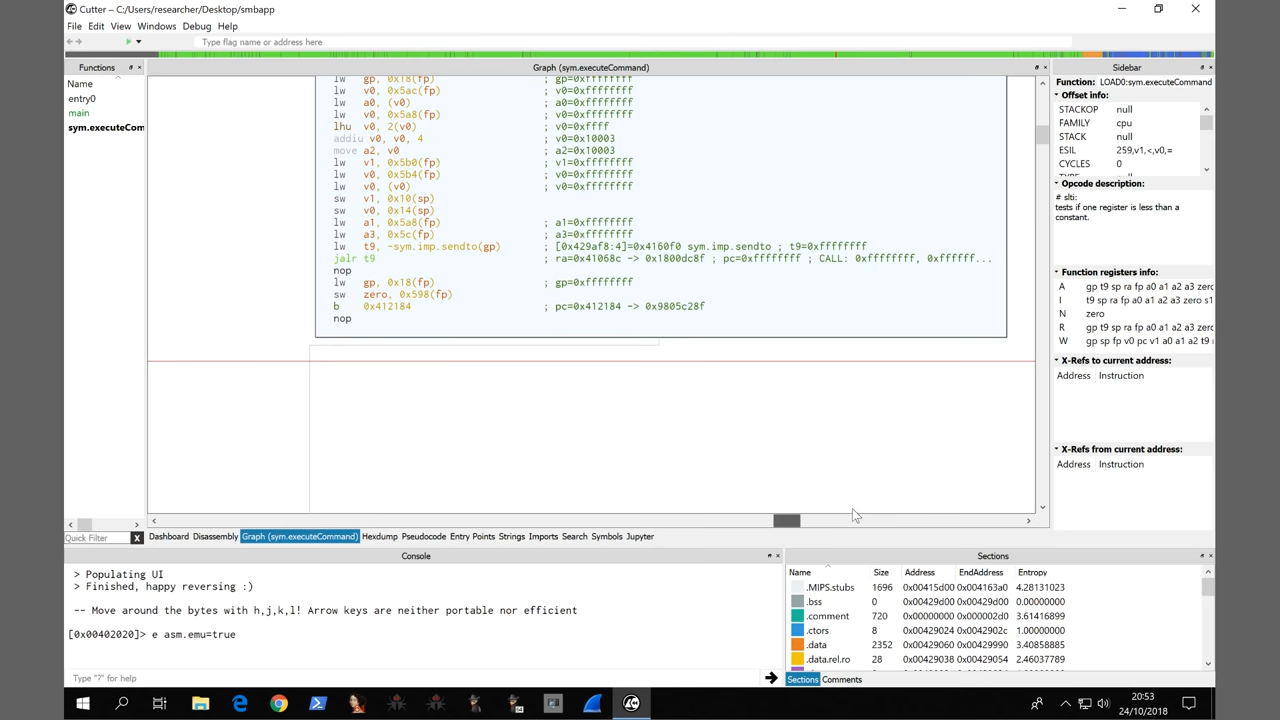 Cutter – C:/Users/researcher/Desktop/smbapp
File Edit View Windows Debug Help
Type flag name or address here
Functions
Name
entry0
main
sym.executeCom
Quick Filter X
Graph (sym.executeCommand)
lw gp, 0x18(fp) ; gp=0xffffffff
lw v0, 0x5ac(fp) ; v0=0xffffffff
lw a0, (v0) ; a0=0xffffffff
lw v0, 0x5a8(fp) ; v0=0xffffffff
lhu v0, 2(v0) ; v0=0xffff
addiu v0, v0, 4 ; v0=0x10003
move a2, v0 ; a2=0x10003
lw v1, 0x5b0(fp) ; v1=0xffffffff
lw v0, 0x5b4(fp) ; v0=0xffffffff
lw v0, (v0) ; v0=0xffffffff
sw v1, 0x10(sp)
sw v0, 0x14(sp)
lw a1, 0x5a8(fp) ; a1=0xffffffff
lw a3, 0x5c(fp) ; a3=0xffffffff
lw t9, -sym.imp.sendto(gp) ; [0x429af8:4]=0x4160f0 sym.imp.sendto ; t9=0xffffffff
jalr t9 ; ra=0x41068c -> 0x1800dc8f ; pc=0xffffffff ; CALL: 0xffffffff, 0xffffff...
nop
lw gp, 0x18(fp) ; gp=0xffffffff
sw zero, 0x598(fp)
b 0x412184 ; pc=0x412184 -> 0x9805c28f
nop
Sidebar
Function: LOAD0:sym.executeCommand
Offset info:
STACKOP null
FAMILY cpu
STACK null
ESIL 259,v1,<,v0,=
CYCLES 0
Opcode description:
# slti:
tests if one register is less than a
constant.
Function registers info:
A gp t9 sp ra fp a0 a1 a2 a3 zero
I t9 sp ra fp a0 a1 a2 a3 zero s1
N zero
R gp t9 sp ra fp a0 a1 a2 a3 zero
W gp sp fp v0 pc v1 a0 a1 a2 t9
X-Refs to current address:
Address Instruction
X-Refs from current address:
Address Instruction
Dashboard Disassembly Graph (sym.executeCommand) Hexdump Pseudocode Entry Points Strings Imports Search Symbols Jupyter
Console
> Populating UI
> Finished, happy reversing :)
-- Move around the bytes with h,j,k,l! Arrow keys are neither portable nor efficient
[0x00402020]> e asm.emu=true
Type "?" for help
Sections
Name Size Address EndAddress Entropy
.MIPS.stubs 1696 0x00415d00 0x004163a0 4.28131023
.bss 0 0x00429d00 0x00429d00 0.00000000
.comment 720 0x00000000 0x000002d0 3.61416899
.ctors 8 0x00429024 0x0042902c 1.00000000
.data 2352 0x00429060 0x00429990 3.40858885
.data.rel.ro 28 0x00429038 0x00429054 2.46037789
Sections Comments
20:53
24/10/2018